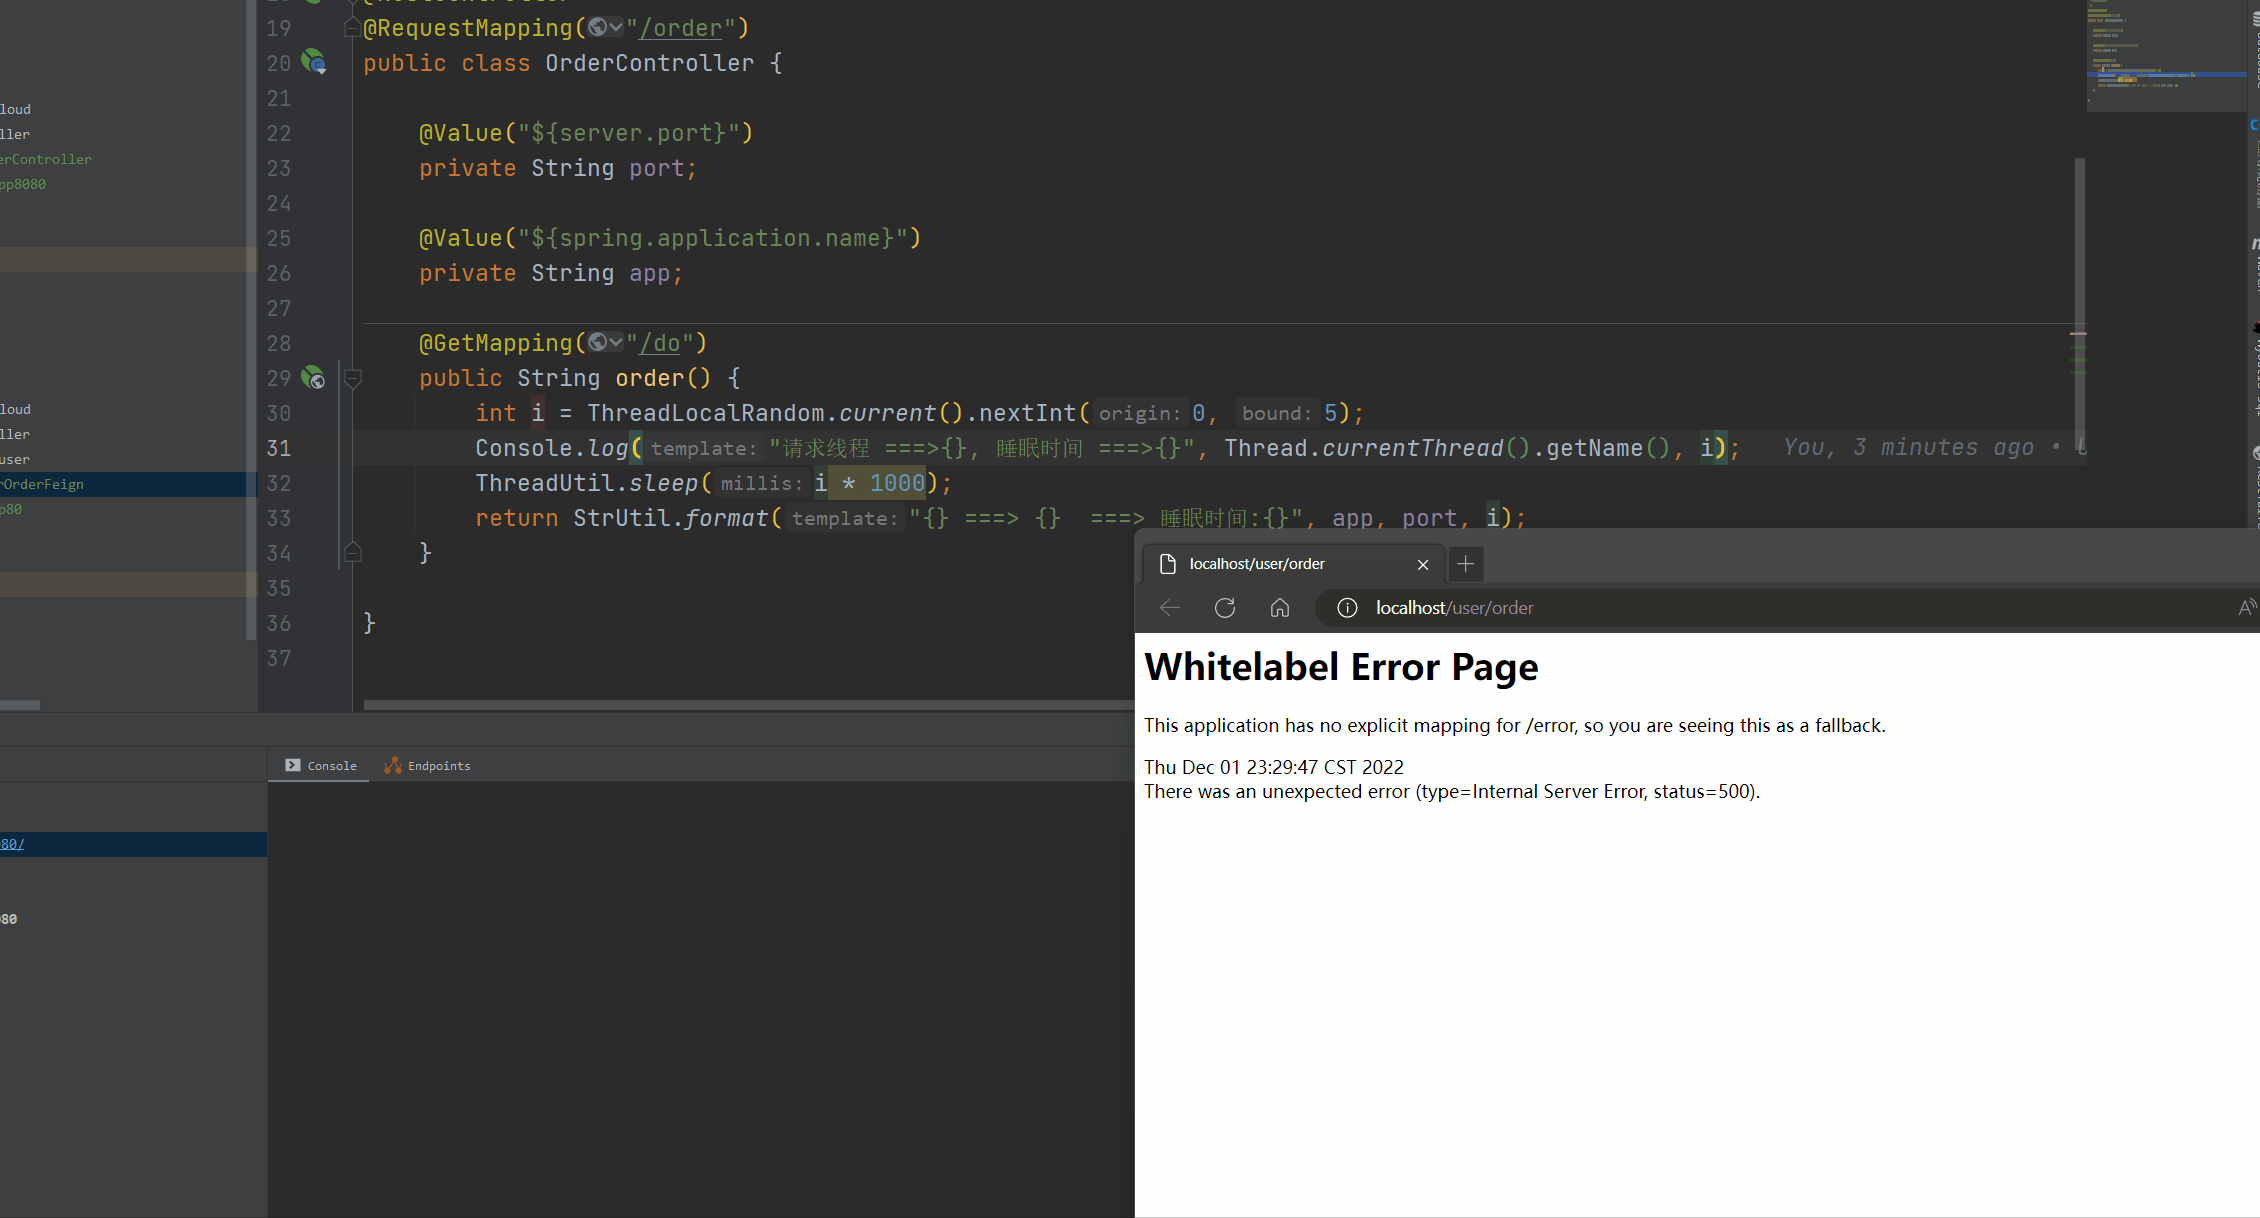 19 @RequestMapping("/order")
20 public class OrderController {
21
22 @Value("${server.port}")
23 private String port;
24
25 @Value("${spring.application.name}")
26 private String app;
27
28 @GetMapping("/do")
29 public String order() {
30 int i = ThreadLocalRandom.current().nextInt( origin: 0, bound: 5);
31 Console.log( template: "请求线程 ===>{}, 睡眠时间 ===>{}", Thread.currentThread().getName(), i); You, 3 minutes ago •
32 ThreadUtil.sleep( millis: i * 1000);
33 return StrUtil.format( template: "{} ===> {}  ===> 睡眠时间:{}", app, port, i);
34 }
35
36 }
37
loud
ller
erController
pp8080
loud
ller
user
rOrderFeign
p80
Console Endpoints
80/
80
localhost/user/order
localhost/user/order
Whitelabel Error Page
This application has no explicit mapping for /error, so you are seeing this as a fallback.
Thu Dec 01 23:29:47 CST 2022
There was an unexpected error (type=Internal Server Error, status=500).